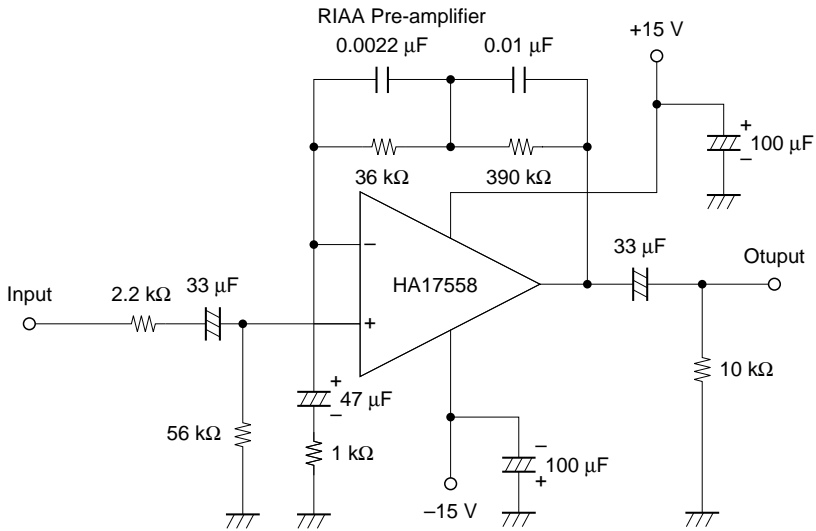 RIAA Pre-amplifier
0.0022 μF
0.01 μF
+15 V
+
100 μF
–
36 kΩ
390 kΩ
–
33 μF
HA17558
Otuput
Input
2.2 kΩ
33 μF
+
+
47 μF
–
10 kΩ
56 kΩ
1 kΩ
–
100 μF
+
–15 V